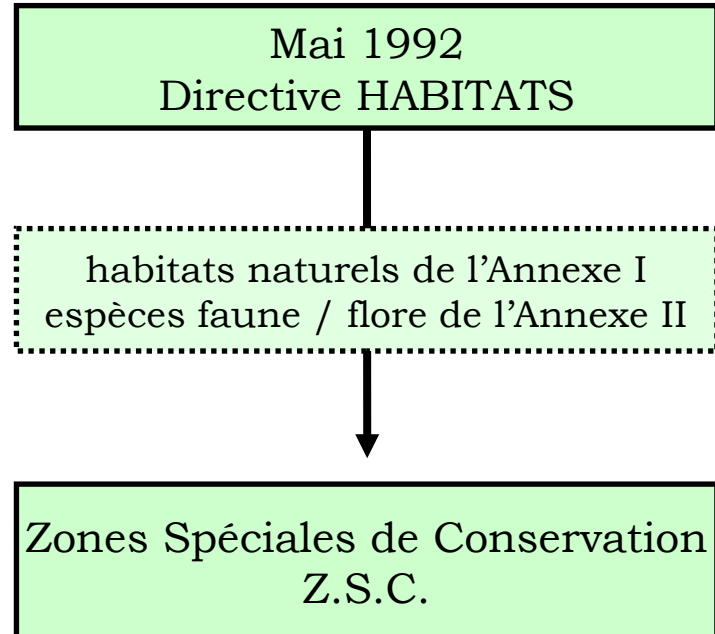 Mai 1992
Directive HABITATS
habitats naturels de l’Annexe I
espèces faune / flore de l’Annexe II
Zones Spéciales de Conservation
Z.S.C.